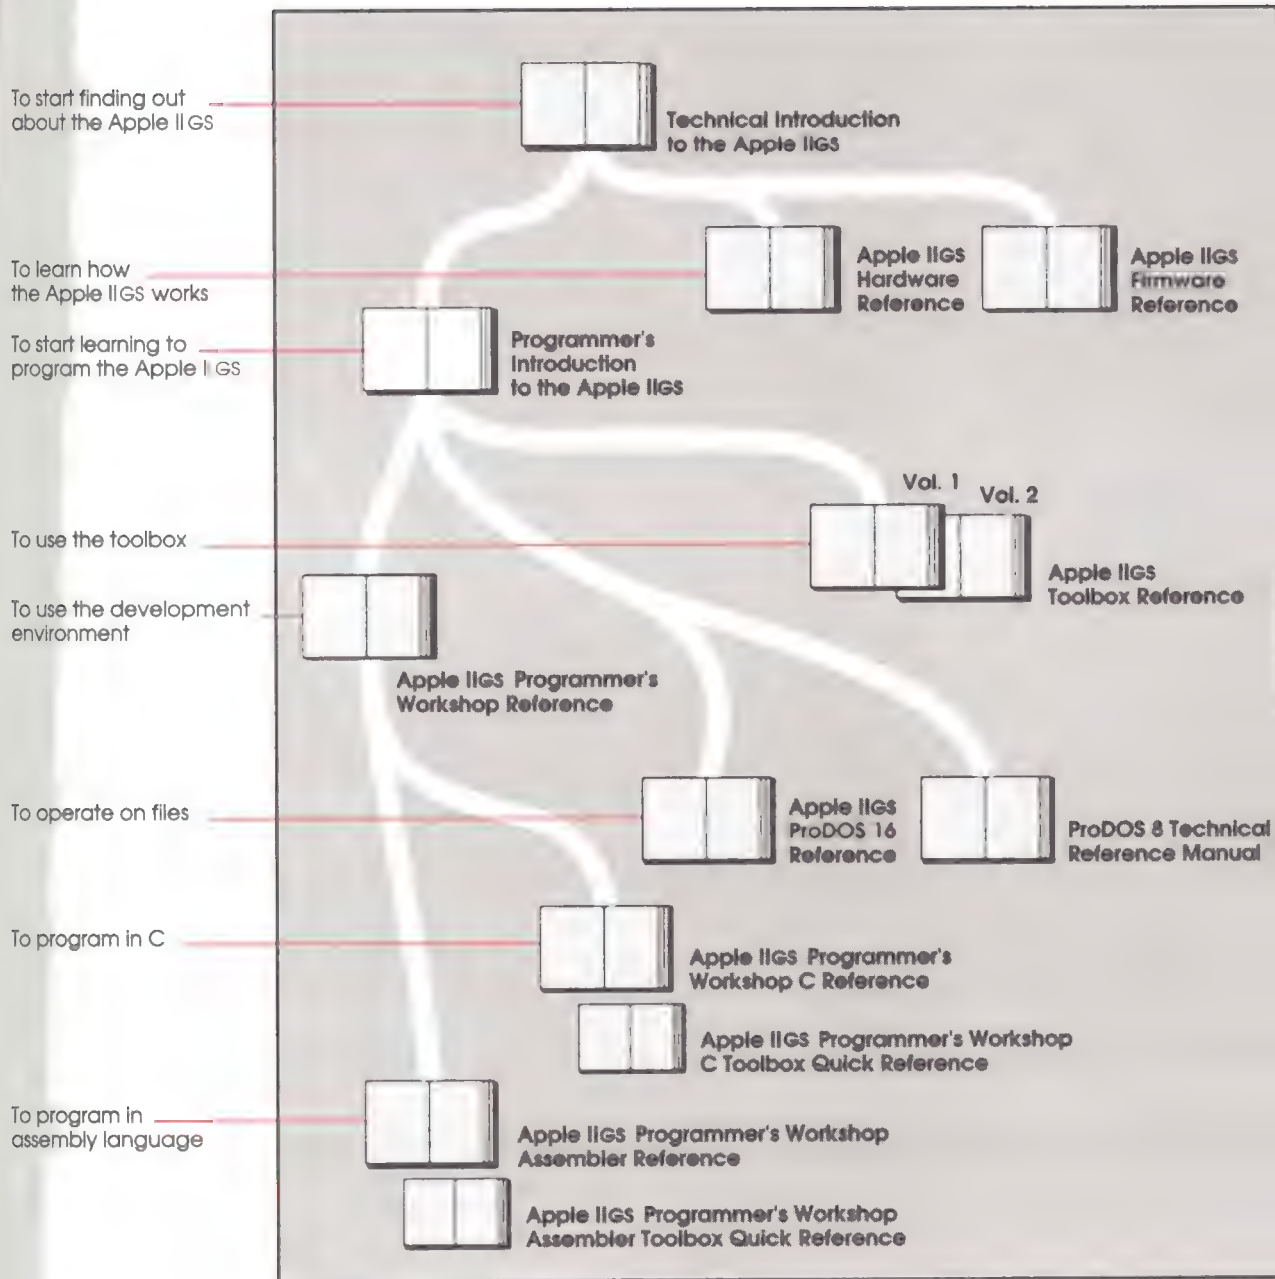 To start finding out
about the Apple IIGS
Technical Introduction
to the Apple IIGS
To learn how
the Apple IIGS works
Apple IIGS
Hardware
Reference
Apple IIGS
Firmware
Reference
To start learning to
program the Apple IIGS
Programmer's
Introduction
to the Apple IIGS
Vol. 1
Vol. 2
To use the toolbox
Apple IIGS
Toolbox Reference
To use the development
environment
Apple IIGS Programmer's
Workshop Reference
To operate on files
Apple IIGS
ProDOS 16
Reference
ProDOS 8 Technical
Reference Manual
To program in C
Apple IIGS Programmer's
Workshop C Reference
Apple IIGS Programmer's Workshop
C Toolbox Quick Reference
To program in
assembly language
Apple IIGS Programmer's Workshop
Assembler Reference
Apple IIGS Programmer's Workshop
Assembler Toolbox Quick Reference